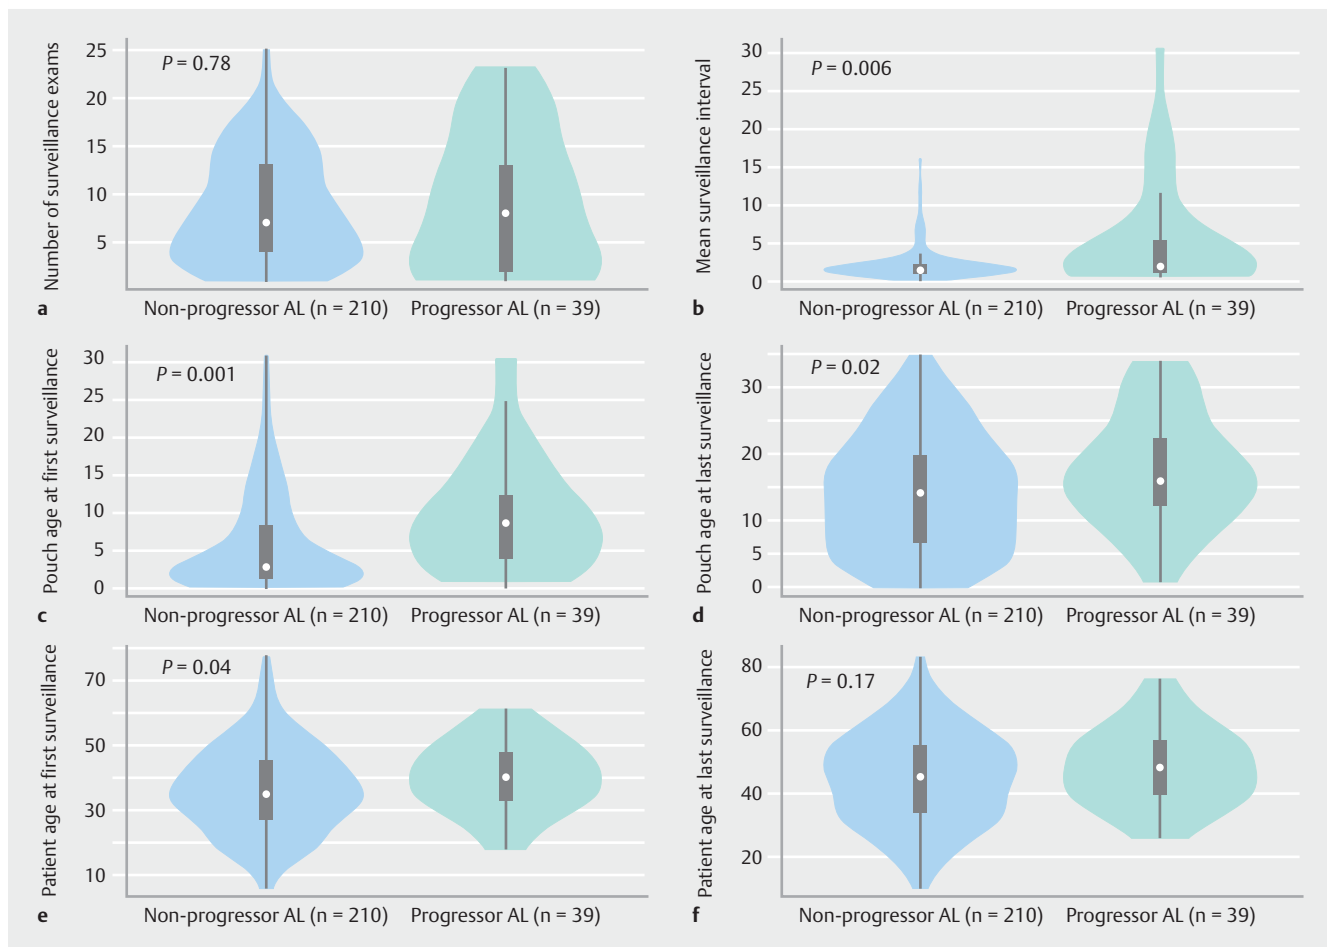 Number of surveillance exams
25
20
15
10
5
P = 0.78
a
Non-progressor AL (n = 210)
Progressor AL (n = 39)
Mean surveillance interval
30
25
20
15
10
5
0
P = 0.006
b
Non-progressor AL (n = 210)
Progressor AL (n = 39)
Pouch age at first surveillance
30
25
20
15
10
5
0
P = 0.001
c
Non-progressor AL (n = 210)
Progressor AL (n = 39)
Pouch age at last surveillance
30
20
10
5
0
P = 0.02
d
Non-progressor AL (n = 210)
Progressor AL (n = 39)
Patient age at first surveillance
70
50
30
10
P = 0.04
e
Non-progressor AL (n = 210)
Progressor AL (n = 39)
Patient age at last surveillance
80
60
40
20
P = 0.17
f
Non-progressor AL (n = 210)
Progressor AL (n = 39)